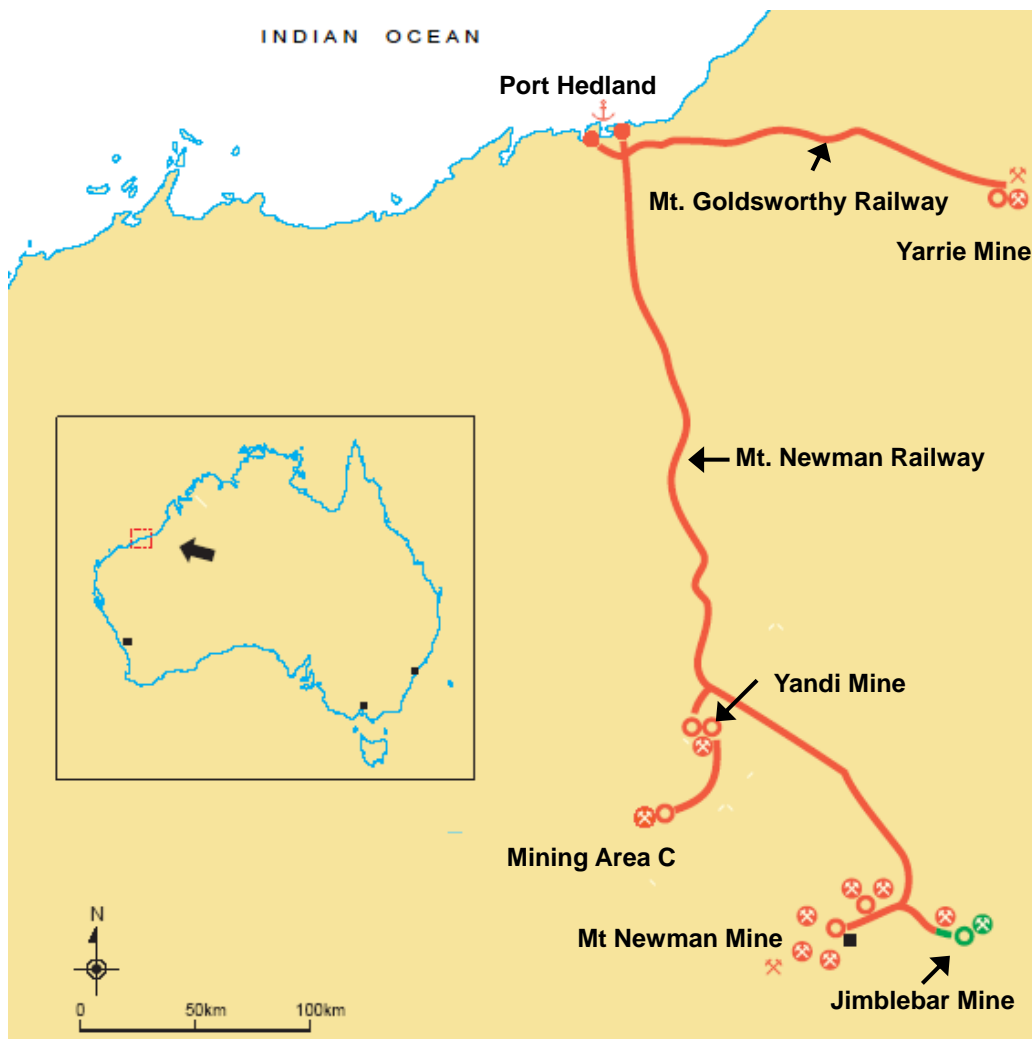 INDIAN OCEAN
Port Hedland
Mt. Goldsworthy Railway
Yarrie Mine
Mt. Newman Railway
Yandi Mine
Mining Area C
Mt Newman Mine
Jimblebar Mine
N
0 50km 100km